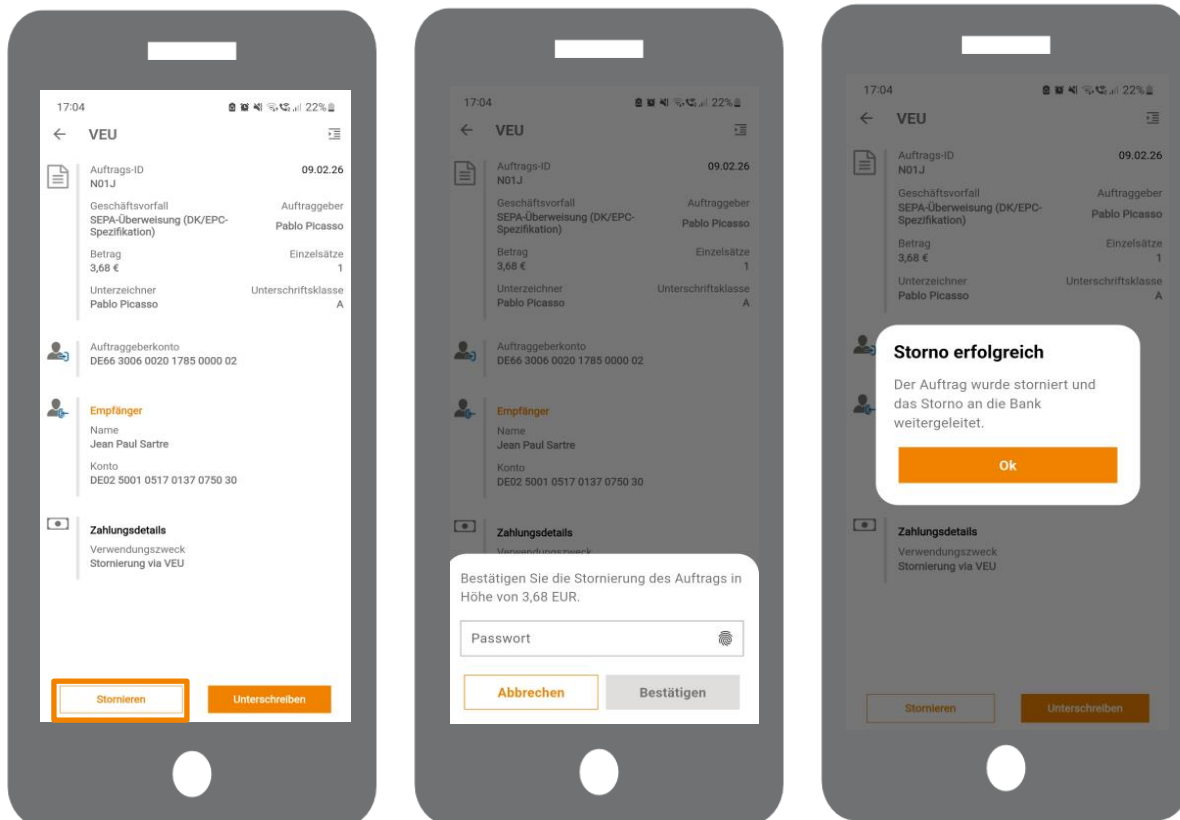 17:04 22%
VEU
Auftrags-ID 09.02.26
N01J
Geschäftsvorfall Auftraggeber
SEPA-Überweisung (DK/EPC-
Spezifikation) Pablo Picasso
Betrag Einzelsätze
3,68 € 1
Unterzeichner Unterschriftsklasse
Pablo Picasso A
Auftraggeberkonto
DE66 3006 0020 1785 0000 02
Empfänger
Name
Jean Paul Sartre
Konto
DE02 5001 0517 0137 0750 30
Zahlungsdetails
Verwendungszweck
Stornierung via VEU
Stornieren Unterschreiben
17:04 22%
VEU
Auftrags-ID 09.02.26
N01J
Geschäftsvorfall Auftraggeber
SEPA-Überweisung (DK/EPC-
Spezifikation) Pablo Picasso
Betrag Einzelsätze
3,68 € 1
Unterzeichner Unterschriftsklasse
Pablo Picasso A
Auftraggeberkonto
DE66 3006 0020 1785 0000 02
Empfänger
Name
Jean Paul Sartre
Konto
DE02 5001 0517 0137 0750 30
Zahlungsdetails
Verwendungszweck
Bestätigen Sie die Stornierung des Auftrags in
Höhe von 3,68 EUR.
Passwort
Abbrechen Bestätigen
17:04 22%
VEU
Auftrags-ID 09.02.26
N01J
Geschäftsvorfall Auftraggeber
SEPA-Überweisung (DK/EPC-
Spezifikation) Pablo Picasso
Betrag Einzelsätze
3,68 € 1
Unterzeichner Unterschriftsklasse
Pablo Picasso A
Storno erfolgreich
Der Auftrag wurde storniert und
das Storno an die Bank
weitergeleitet.
Ok
Zahlungsdetails
Verwendungszweck
Stornierung via VEU
Stornieren Unterschreiben